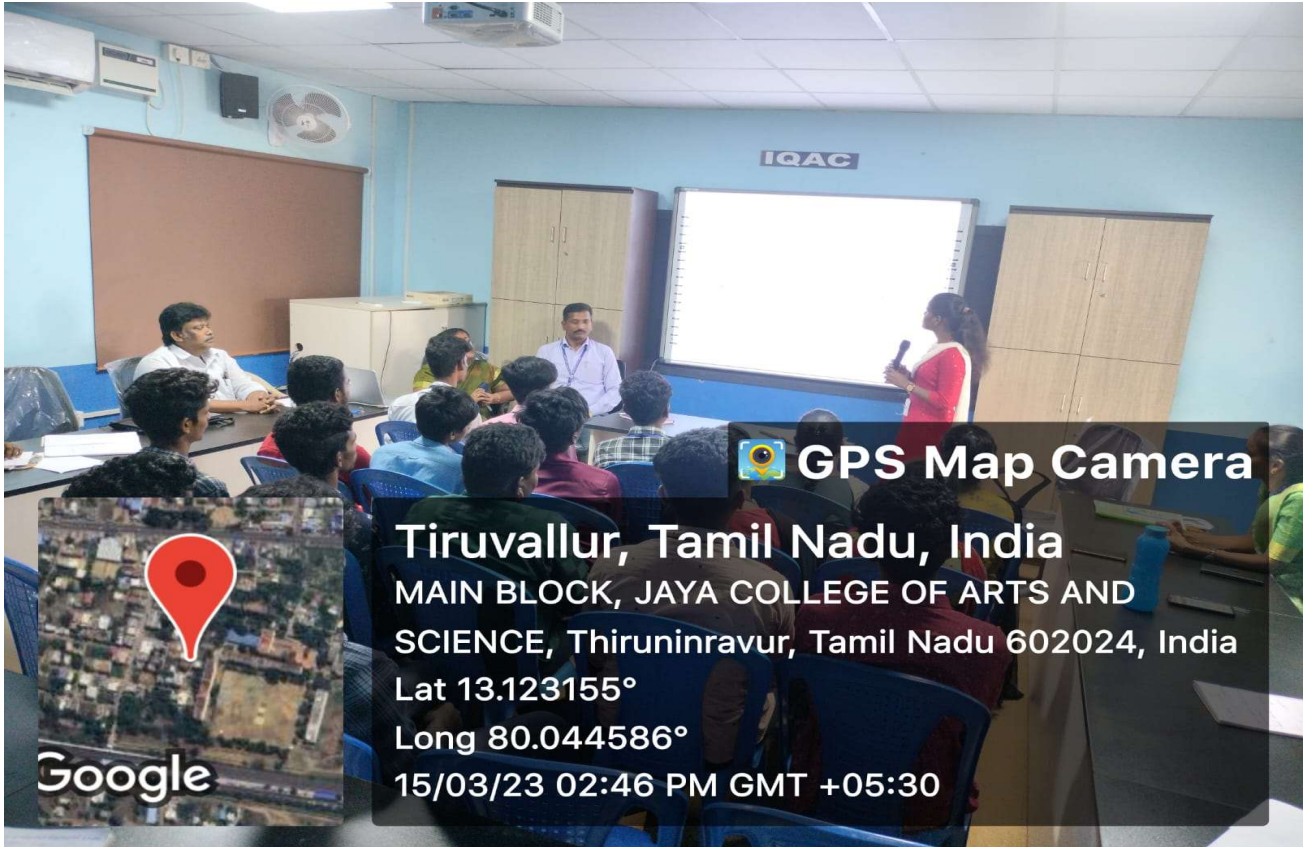 IQAC
GPS Map Camera
Tiruvallur, Tamil Nadu, India
MAIN BLOCK, JAYA COLLEGE OF ARTS AND
SCIENCE, Thiruninravur, Tamil Nadu 602024, India
Lat 13.123155°
Long 80.044586°
15/03/23 02:46 PM GMT +05:30
Google